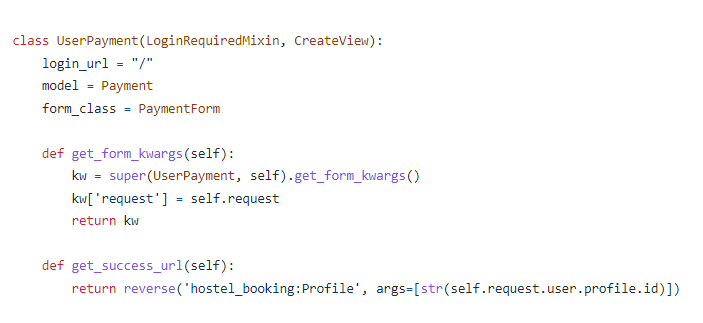 class UserPayment(LoginRequiredMixin, CreateView):
    login_url = "/"
    model = Payment
    form_class = PaymentForm

    def get_form_kwargs(self):
        kw = super(UserPayment, self).get_form_kwargs()
        kw['request'] = self.request
        return kw

    def get_success_url(self):
        return reverse('hostel_booking:Profile', args=[str(self.request.user.profile.id)])